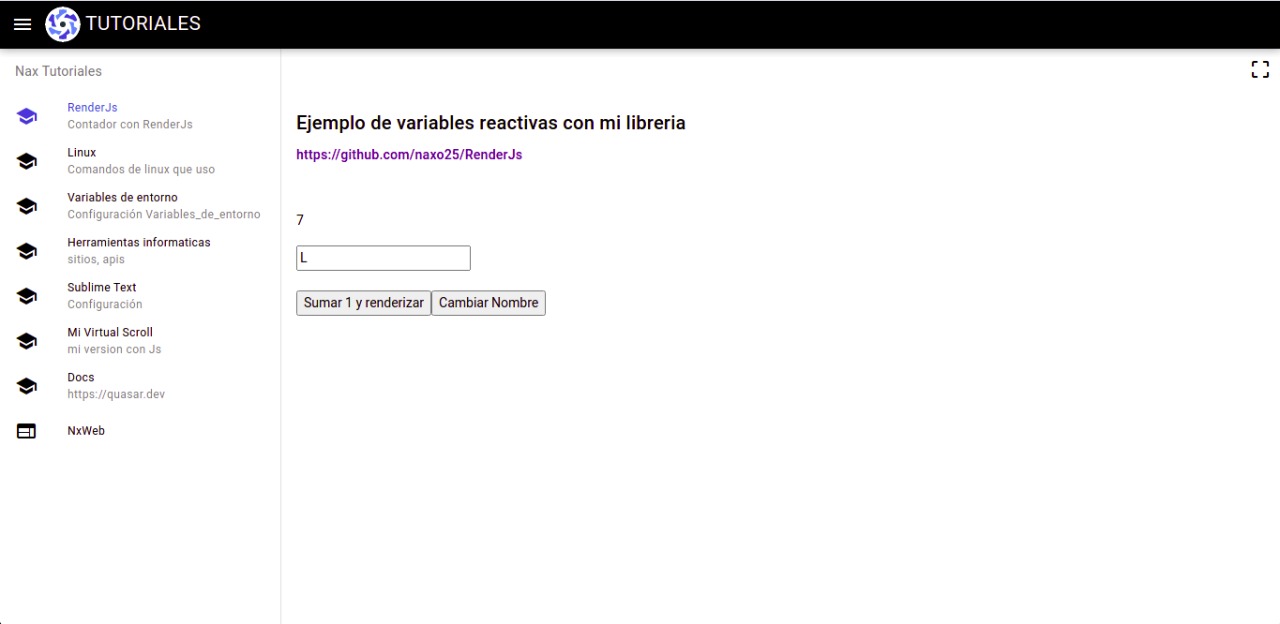 TUTORIALES
Nax Tutoriales
RenderJs
Contador con RenderJs
Linux
Comandos de linux que uso
Variables de entorno
Configuración Variables_de_entorno
Herramientas informaticas
sitios, apis
Sublime Text
Configuración
Mi Virtual Scroll
mi version con Js
Docs
https://quasar.dev
NxWeb
Ejemplo de variables reactivas con mi libreria
https://github.com/naxo25/RenderJs
7
L
Sumar 1 y renderizar Cambiar Nombre